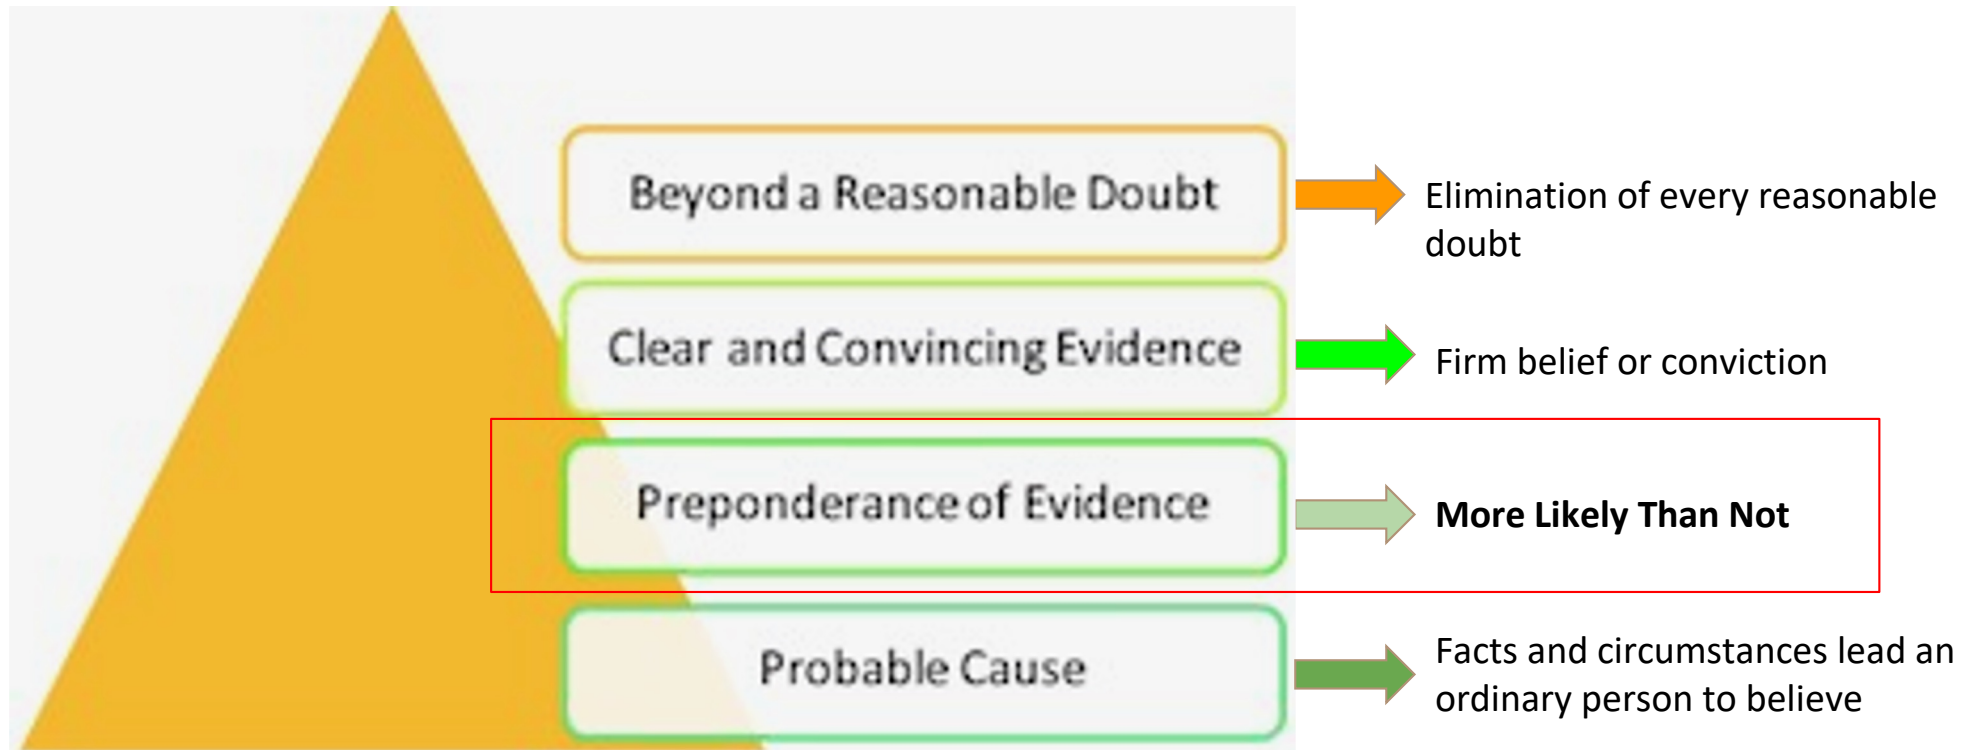 Beyond a Reasonable Doubt
Elimination of every reasonable
doubt
Clear and Convincing Evidence
Firm belief or conviction
Preponderance of Evidence
More Likely Than Not
Probable Cause
Facts and circumstances lead an
ordinary person to believe